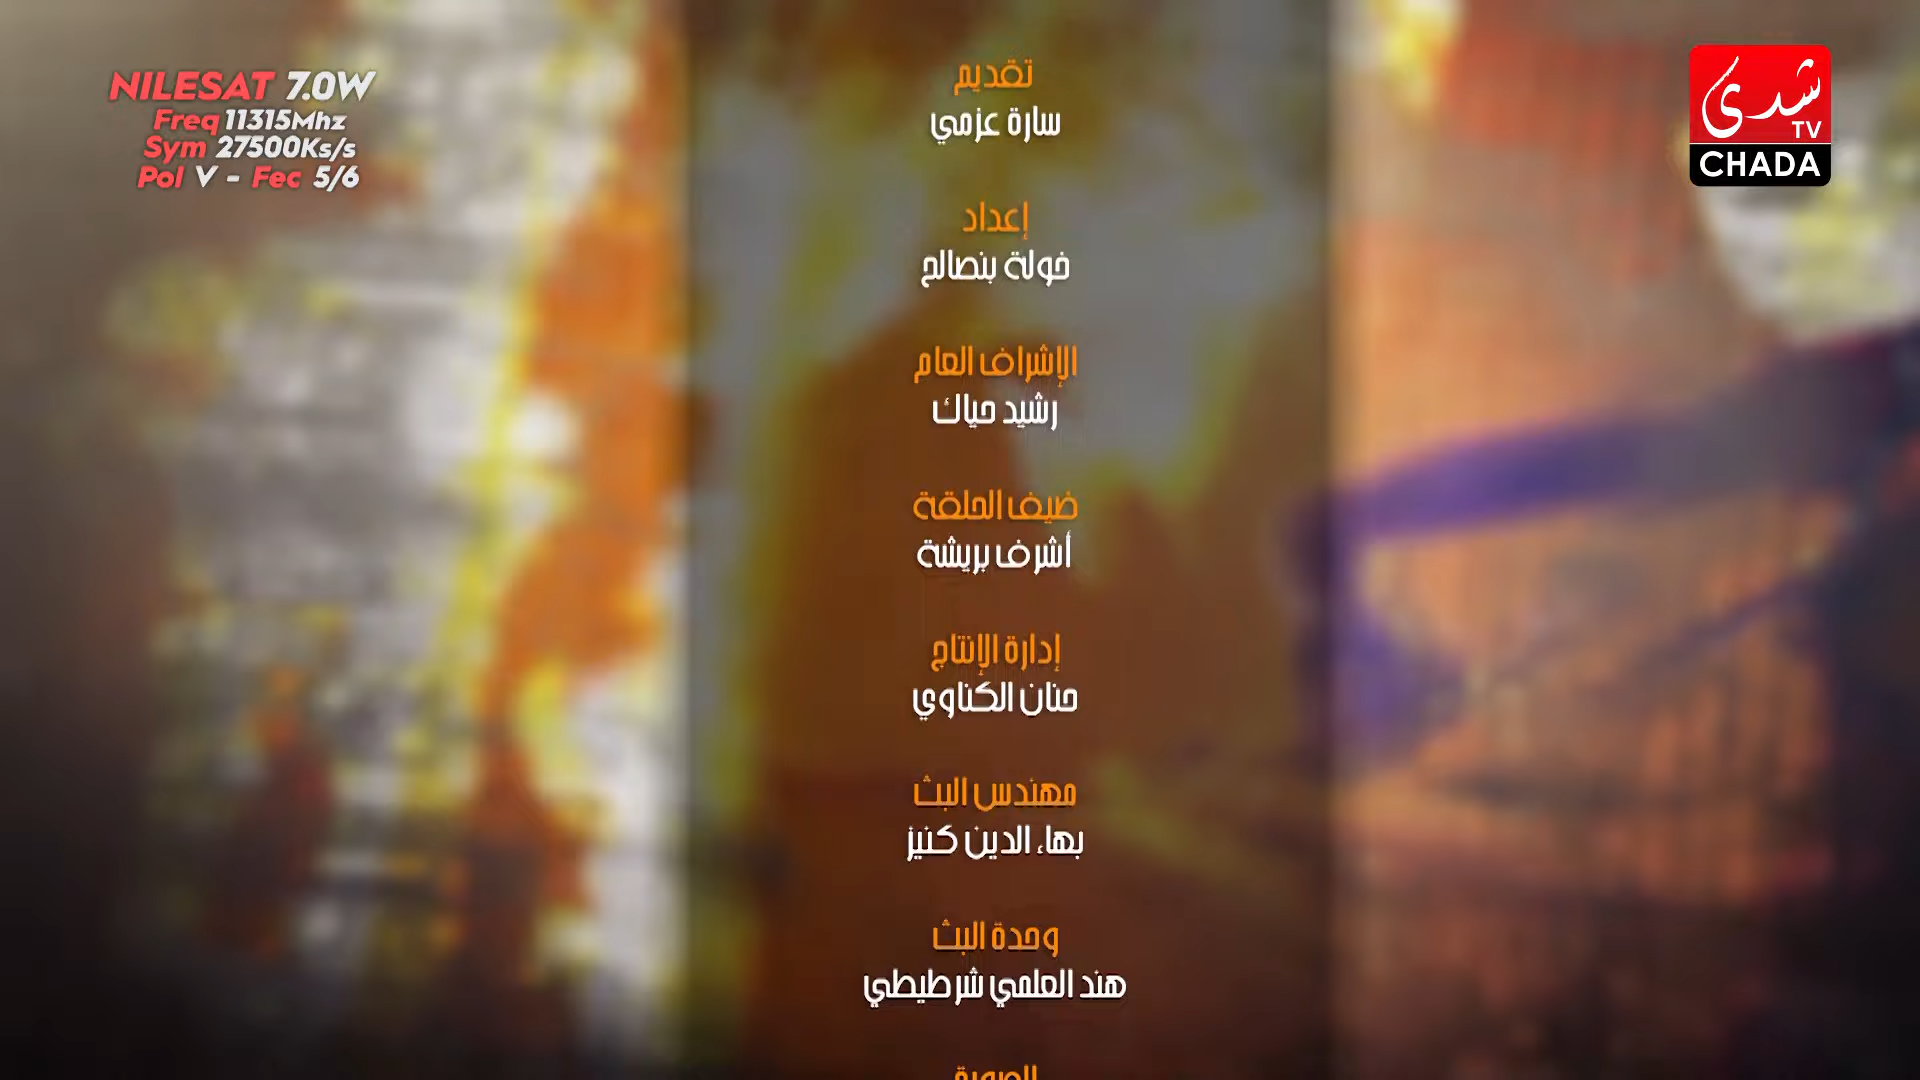 NILESAT 7.0W
Freq 11315Mhz
Sym 27500Ks/s
Pol V - Fec 5/6
شدى
TV
CHADA
تقديم
سارة عزمي
إعداد
خولة بنصالح
الإشراف العام
رشيد حياك
ضيف الحلقة
أشرف بريشة
إدارة الإنتاج
حنان الكناوي
مهندس البث
بهاء الدين كنيز
وحدة البث
هند العلمي شرطيطي